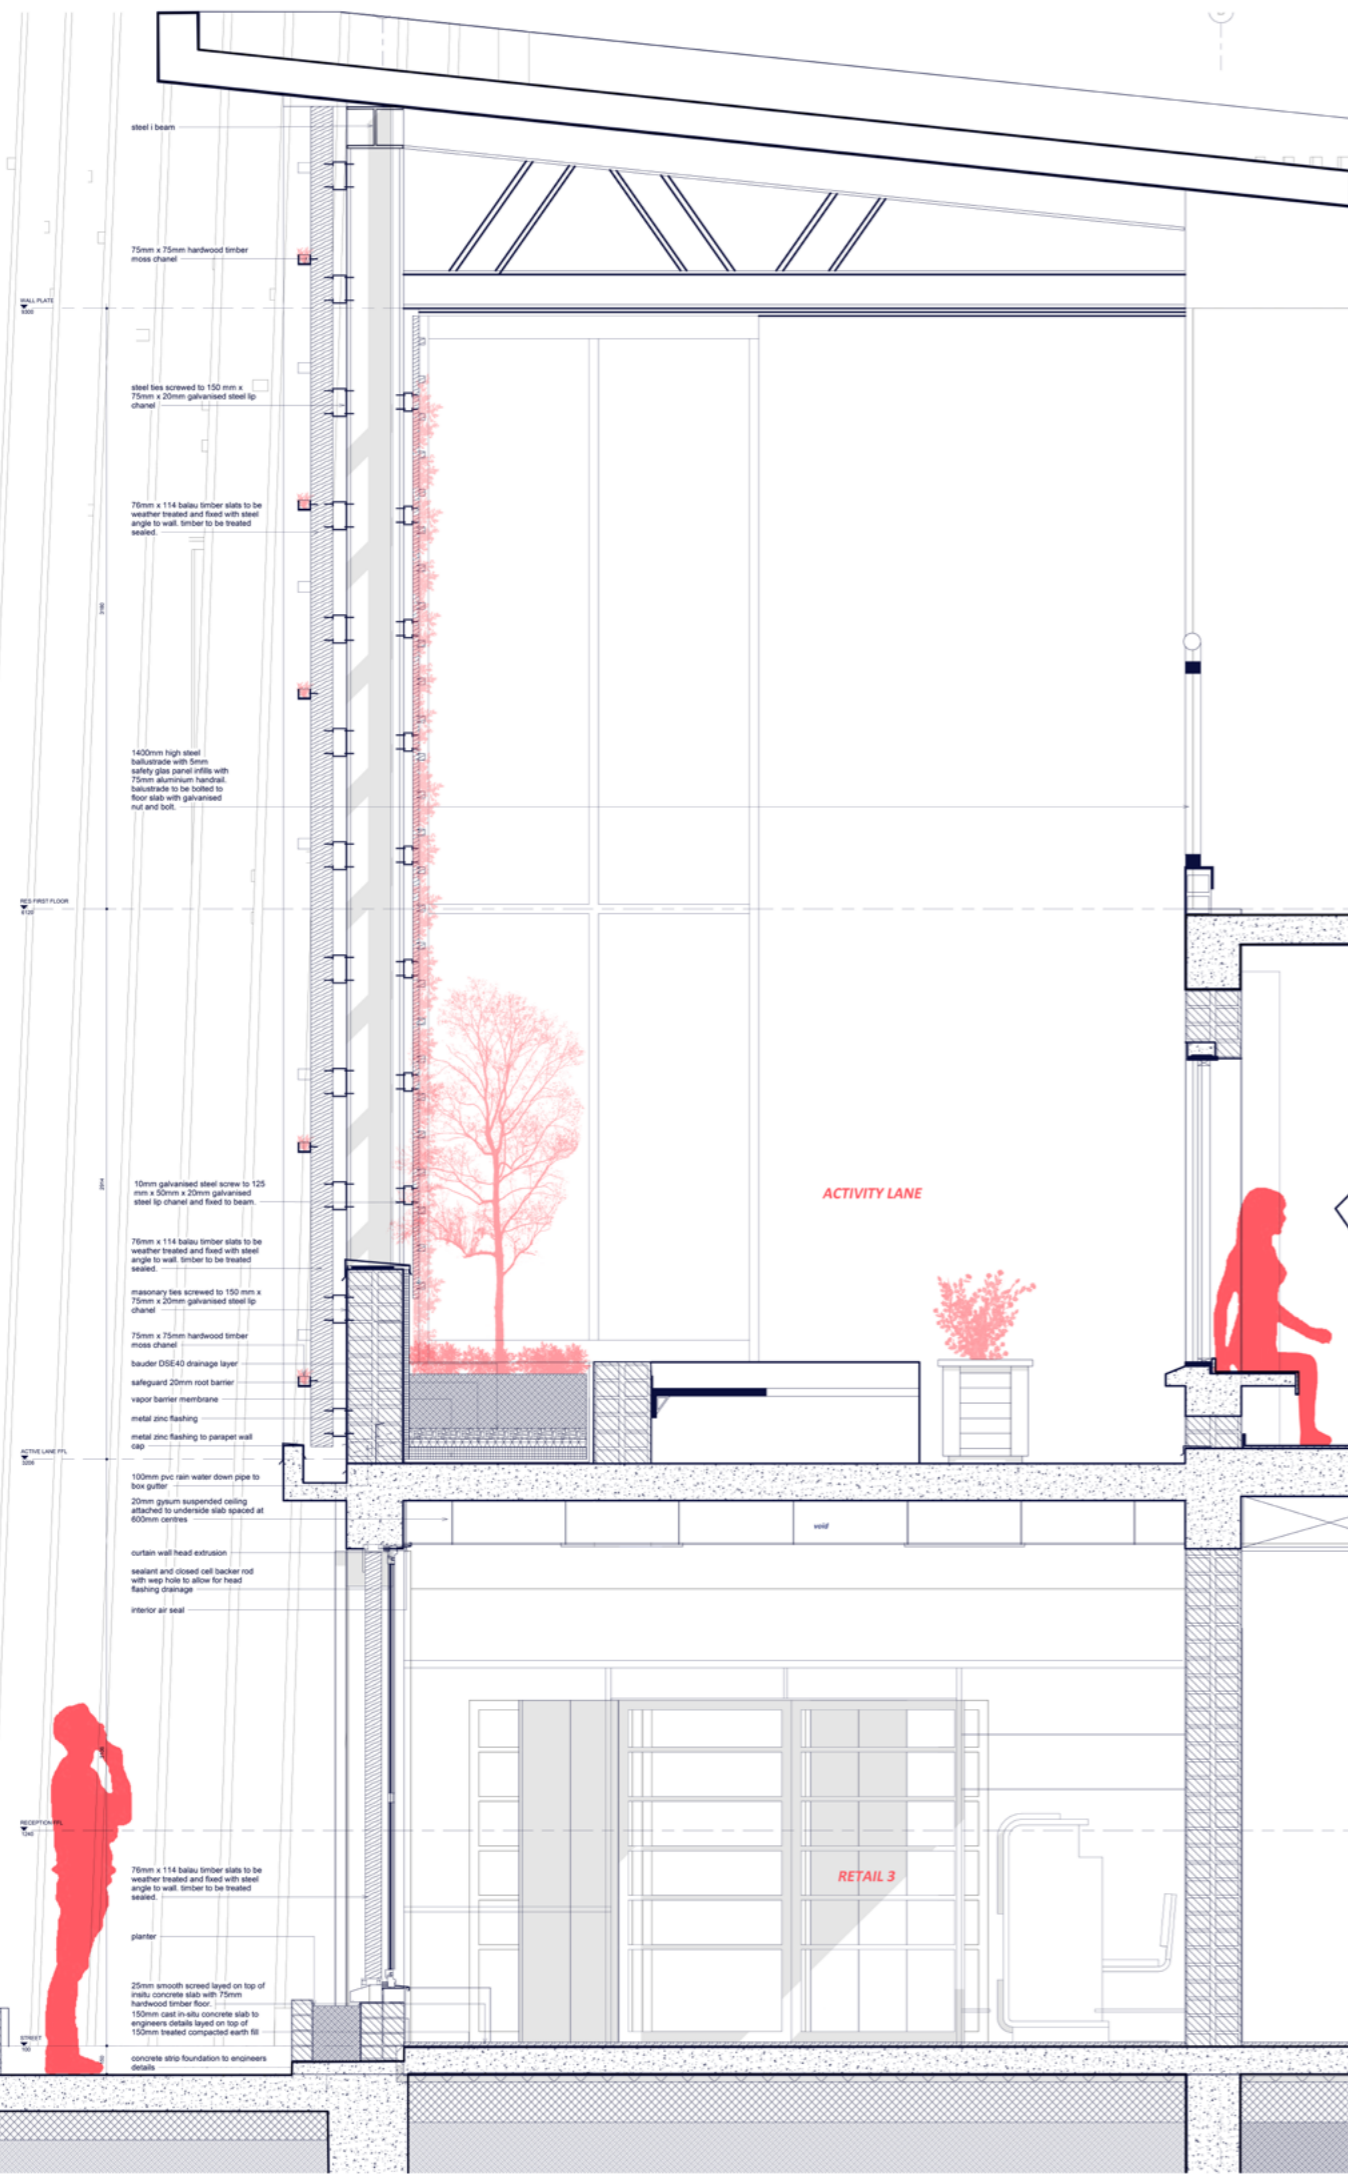 steel i beam
75mm x 75mm hardwood timber
moss chanel
WALL PLATE
9300
steel ties screwed to 150 mm x
75mm x 20mm galvanised steel lip
chanel
76mm x 114 balau timber slats to be
weather treated and fixed with steel
angle to wall. timber to be treated
sealed.
3180
1400mm high steel
ballustrade with 5mm
safety glas panel infills with
75mm aluminium handrail.
balustrade to be bolted to
floor slab with galvanised
nut and bolt.
RES FIRST FLOOR
6120
2914
10mm galvanised steel screw to 125
mm x 50mm x 20mm galvanised
steel lip chanel and fixed to beam.
ACTIVITY LANE
76mm x 114 balau timber slats to be
weather treated and fixed with steel
angle to wall. timber to be treated
sealed.
masonary ties screwed to 150 mm x
75mm x 20mm galvanised steel lip
chanel
75mm x 75mm hardwood timber
moss chanel
bauder DSE40 drainage layer
safeguard 20mm root barrier
vapor barrier membrane
metal zinc flashing
metal zinc flashing to parapet wall
cap
ACTIVE LANE FFL
3206
100mm pvc rain water down pipe to
box gutter
20mm gysum suspended ceiling
attached to underside slab spaced at
600mm centres
void
curtain wall head extrusion
sealant and closed cell backer rod
with wep hole to allow for head
flashing drainage
interior air seal
RECEPTION FFL
1240
76mm x 114 balau timber slats to be
weather treated and fixed with steel
angle to wall. timber to be treated
sealed.
RETAIL 3
planter
25mm smooth screed layed on top of
insitu concrete slab with 75mm
hardwood timber floor.
150mm cast in-situ concrete slab to
engineers details layed on top of
150mm treated compacted earth fill
STREET
100
concrete strip foundation to engineers
details